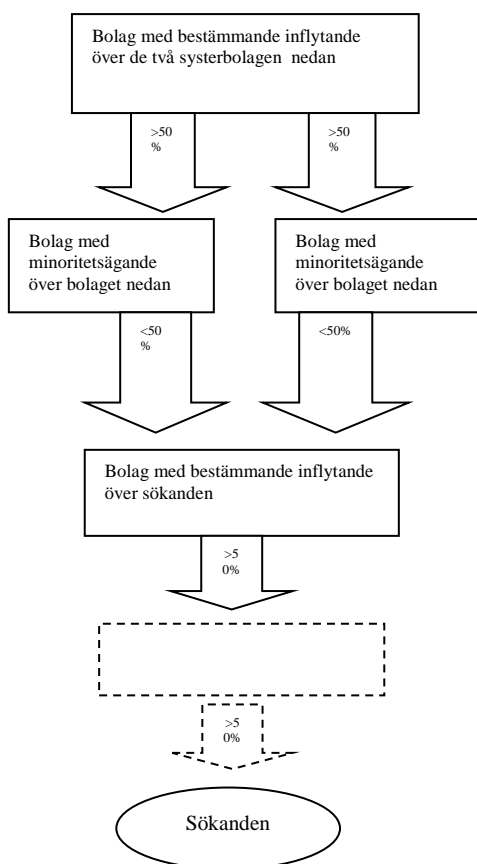 Bolag med bestämmande inflytande
över de två systerbolagen nedan
>50
%
>50
%
Bolag med
minoritetsägande
över bolaget nedan
Bolag med
minoritetsägande
över bolaget nedan
<50
%
<50%
Bolag med bestämmande inflytande
över sökanden
>5
0%
>5
0%
Sökanden